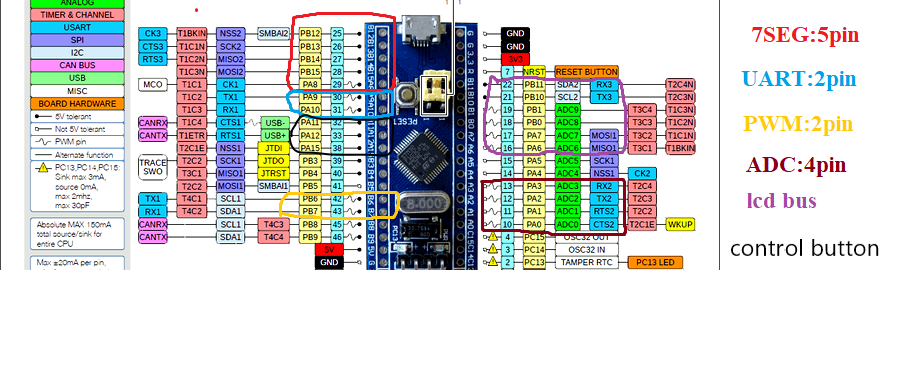 ANALOG
TIMER & CHANNEL
USART
SPI
I2C
CAN BUS
USB
MISC
BOARD HARDWARE
5V tolerant
Not 5V tolerant
PWM pin
Alternate function
PC13,PC14,PC15:
Sink max 3mA,
source 0mA,
max 2mhz,
max 30pF
Absolute MAX 150mA
total source/sink for
entire CPU
Max ±20mA per pin,
CK3 T1BKIN NSS2 SMBAI2 PB12 25
CTS3 T1C1N SCK2 PB13 26
RTS3 T1C2N MISO2 PB14 27
T1C3N MOSI2 PB15 28
MCO T1C1 CK1 PA8 29
T1C2 TX1 PA9 30
T1C3 RX1 PA10 31
CANRX T1C4 CTS1 USB- PA11 32
CANTX T1ETR RTS1 USB+ PA12 33
T2C1E NSS1 JTDI PA15 38
TRACE SWO T2C2 SCK1 JTDO PB3 39
T3C1 MISO1 JTRST PB4 40
T3C2 MOSI1 SMBAI1 PB5 41
TX1 T4C1 SCL1 PB6 42
RX1 T4C2 SDA1 PB7 43
CANRX SCL1 T4C3 PB8 45
CANTX SDA1 T4C4 PB9 46
5V
GND
RESET
8.000
GND
GND
3V3
7 NRST RESET BUTTON
22 PB11 SDA2 RX3 T2C4N
21 PB10 SCL2 TX3 T2C3N
19 PB1 ADC9 T3C4 T1C3N
18 PB0 ADC8 T3C3 T1C2N
17 PA7 ADC7 MOSI1 T3C2 T1C1N
16 PA6 ADC6 MISO1 T3C1 T1BKIN
15 PA5 ADC5 SCK1
14 PA4 ADC4 NSS1 CK2
13 PA3 ADC3 RX2 T2C4
12 PA2 ADC2 TX2 T2C3
11 PA1 ADC1 RTS2 T2C2
10 PA0 ADC0 CTS2 T2C1E WKUP
4 PC15 OSC32 OUT
3 PC14 OSC32 IN
2 PC13 TAMPER RTC PC13 LED
7SEG:5pin
UART:2pin
PWM:2pin
ADC:4pin
lcd bus
control button